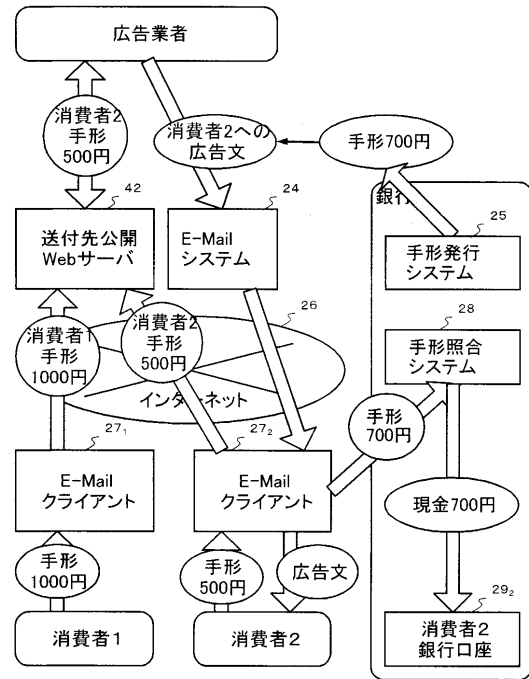 広告業者
消費者2
手形
500円
消費者2への
広告文
手形700円
42
送付先公開
Webサーバ
24
E-Mail
システム
銀行
25
手形発行
システム
消費者1
手形
1000円
消費者2
手形
500円
26
インターネット
28
手形照合
システム
手形
700円
27₁
E-Mail
クライアント
27₂
E-Mail
クライアント
現金700円
手形
1000円
手形
500円
広告文
消費者1
消費者2
29₂
消費者2
銀行口座